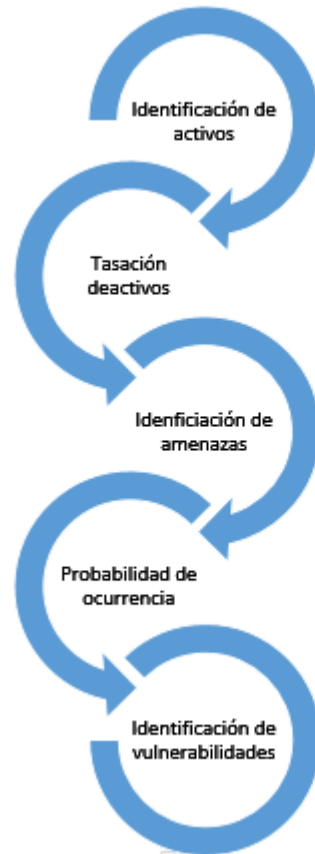 Identificación de
activos
Tasación
deactivos
Idenficiación de
amenazas
Probabilidad de
ocurrencia
Identificación de
vulnerabilidades